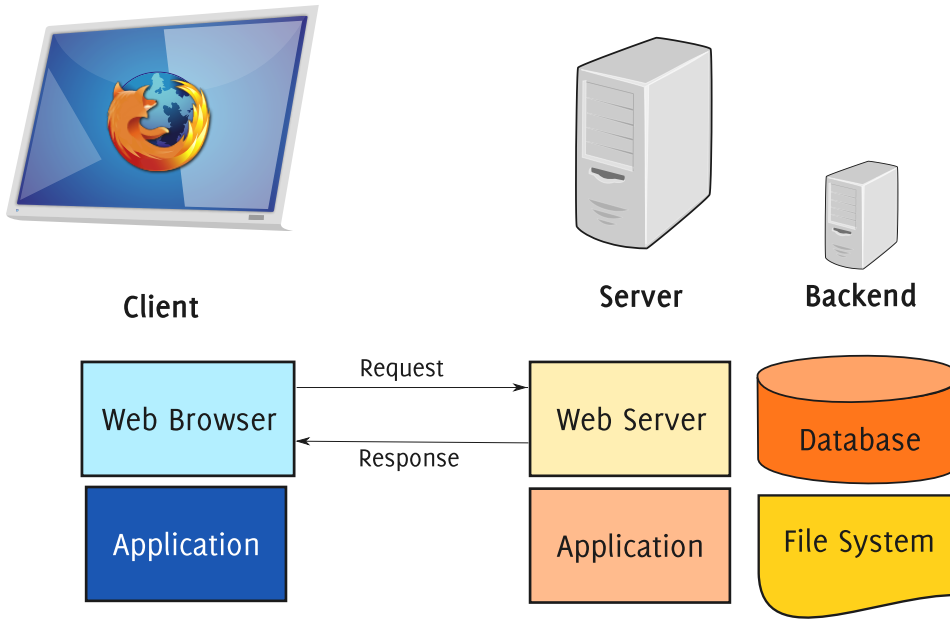 Client
Server
Backend
Web Browser
Request
Response
Web Server
Database
Application
Application
File System